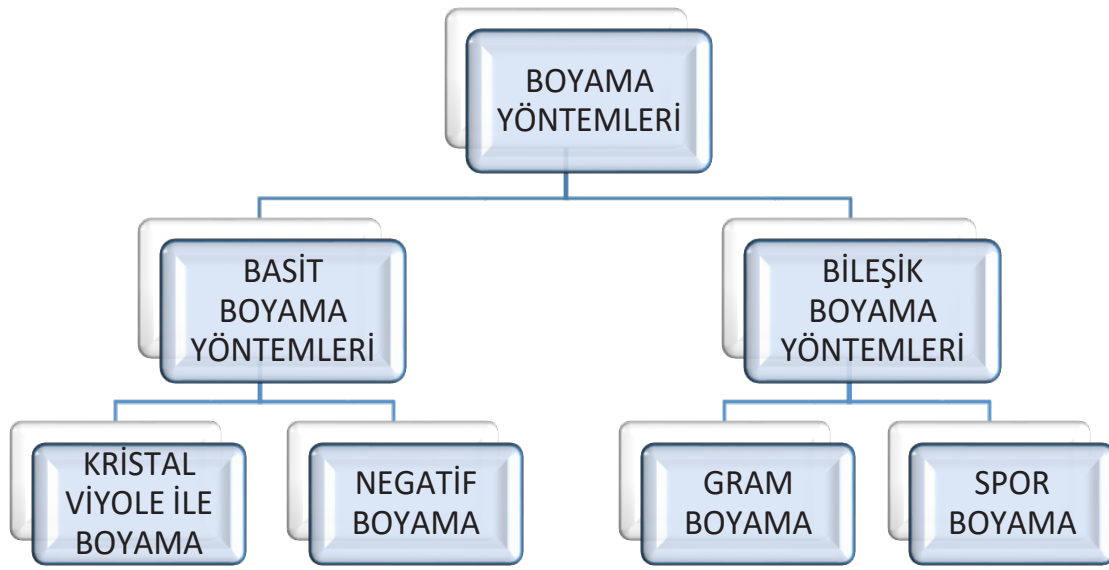 BOYAMA
YÖNTEMLERİ
BASİT
BOYAMA
YÖNTEMLERİ
BİLEŞİK
BOYAMA
YÖNTEMLERİ
KRİSTAL
VİYOLE İLE
BOYAMA
NEGATİF
BOYAMA
GRAM
BOYAMA
SPOR
BOYAMA